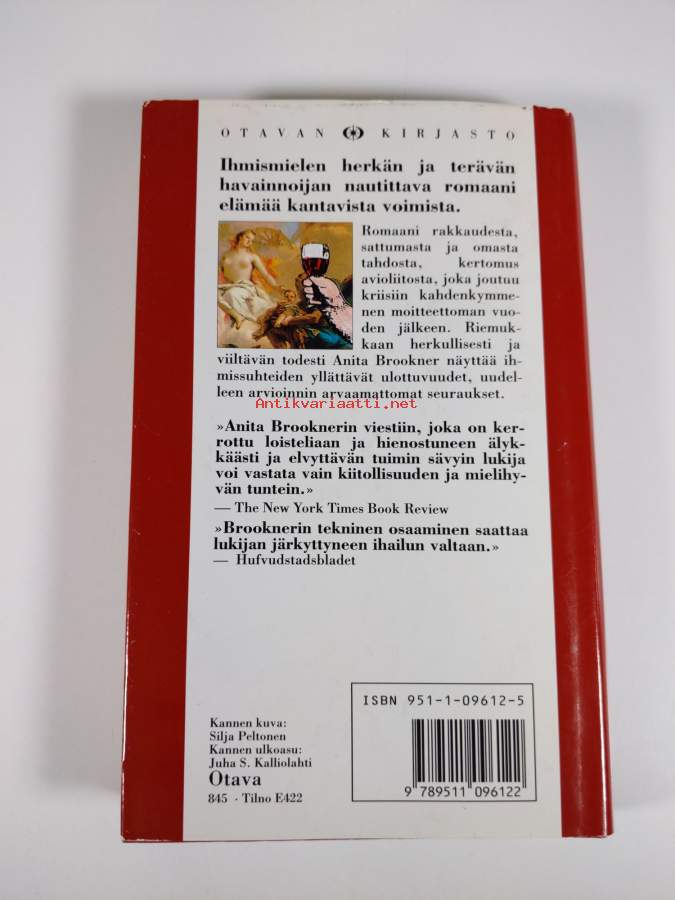 OTAVAN KIRJASTO
Ihmismielen herkän ja terävän
havainnoijan nautittava romaani
elämää kantavista voimista.
Romaani rakkaudesta,
sattumasta ja omasta
tahdosta, kertomus
avioliitosta, joka joutuu
kriisiin kahdenkymme-
nen moitteettoman vuo-
den jälkeen. Riemuk-
kaan herkullisesti ja
viiltävän todesti Anita Brookner näyttää ih-
missuhteiden yllättävät ulottuvuudet, uudel-
leen arvioinnin arvaamattomat seuraukset.
Antikvariaatti.net
»Anita Brooknerin viestiin, joka on ker-
rottu loisteliaan ja hienostuneen älyk-
käästi ja elvyttävän tuimin sävyin lukija
voi vastata vain kiitollisuuden ja mielihy-
vän tuntein.»
— The New York Times Book Review
»Brooknerin tekninen osaaminen saattaa
lukijan järkyttyneen ihailun valtaan.»
— Hufvudstadsbladet
ISBN 951-1-09612-5
Kannen kuva:
Silja Peltonen
Kannen ulkoasu:
Juha S. Kalliolahti
Otava
845 · Tilno E422
9 789511 096122